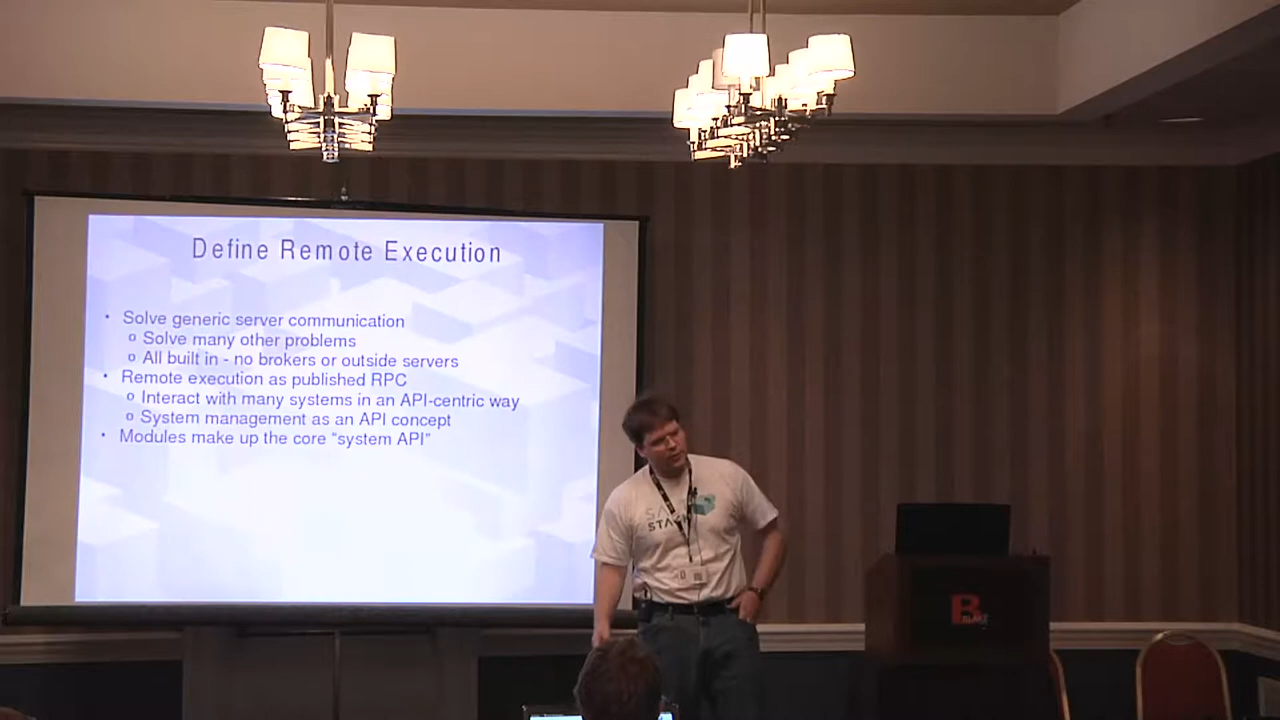 Define Remote Execution
• Solve generic server communication
o Solve many other problems
o All built in - no brokers or outside servers
• Remote execution as published RPC
o Interact with many systems in an API-centric way
o System management as an API concept
• Modules make up the core “system API”
SALT
STACK